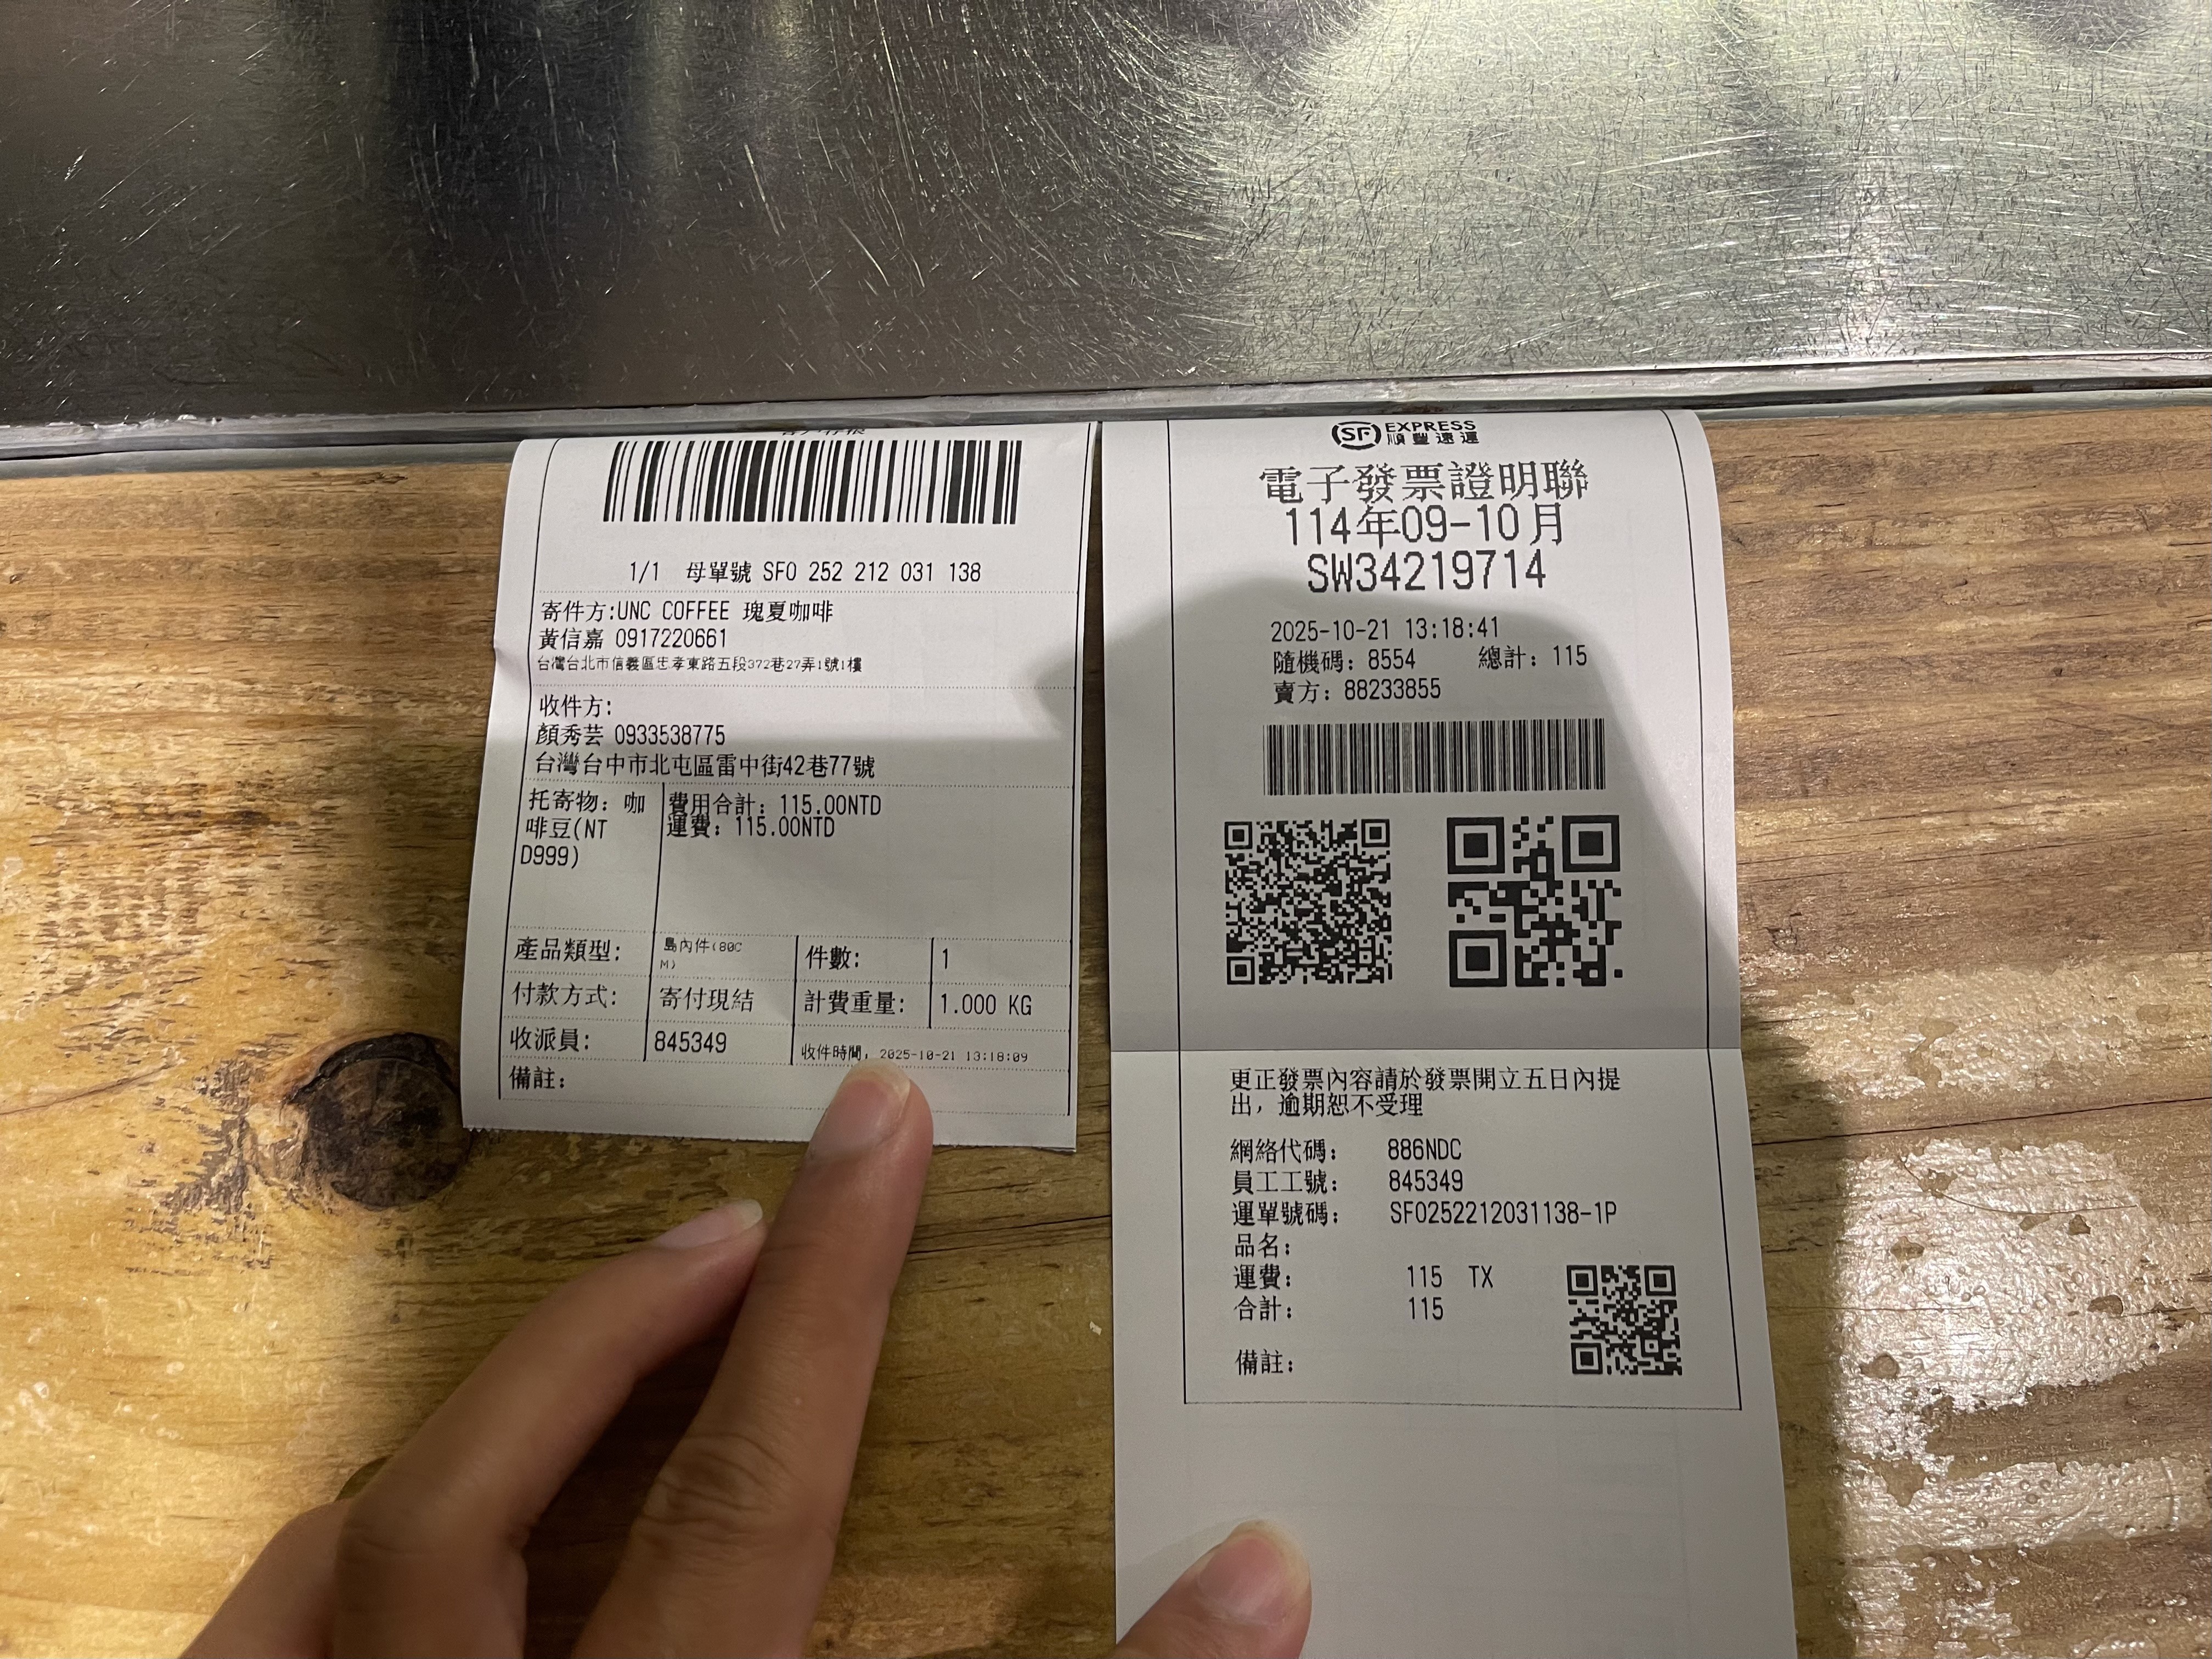 1/1 母單號 SF0 252 212 031 138
寄件方:UNC COFFEE 瑰夏咖啡
黃信嘉 0917220661
台灣台北市信義區忠孝東路五段372巷27弄1號1樓
收件方:
顏秀芸 0933538775
台灣台中市北屯區雷中街42巷77號
托寄物: 咖
啡豆(NT
D999)
費用合計: 115.00NTD
運費: 115.00NTD
產品類型: 島內件(80C
M)
件數: 1
付款方式: 寄付現結
計費重量: 1.000 KG
收派員: 845349
收件時間: 2025-10-21 13:18:09
備註:
SF EXPRESS
順豐速運
電子發票證明聯
114年09-10月
SW34219714
2025-10-21 13:18:41
隨機碼: 8554 總計: 115
賣方: 88233855
更正發票內容請於發票開立五日內提
出, 逾期恕不受理
網絡代碼: 886NDC
員工工號: 845349
運單號碼: SF0252212031138-1P
品名:
運費: 115 TX
合計: 115
備註: